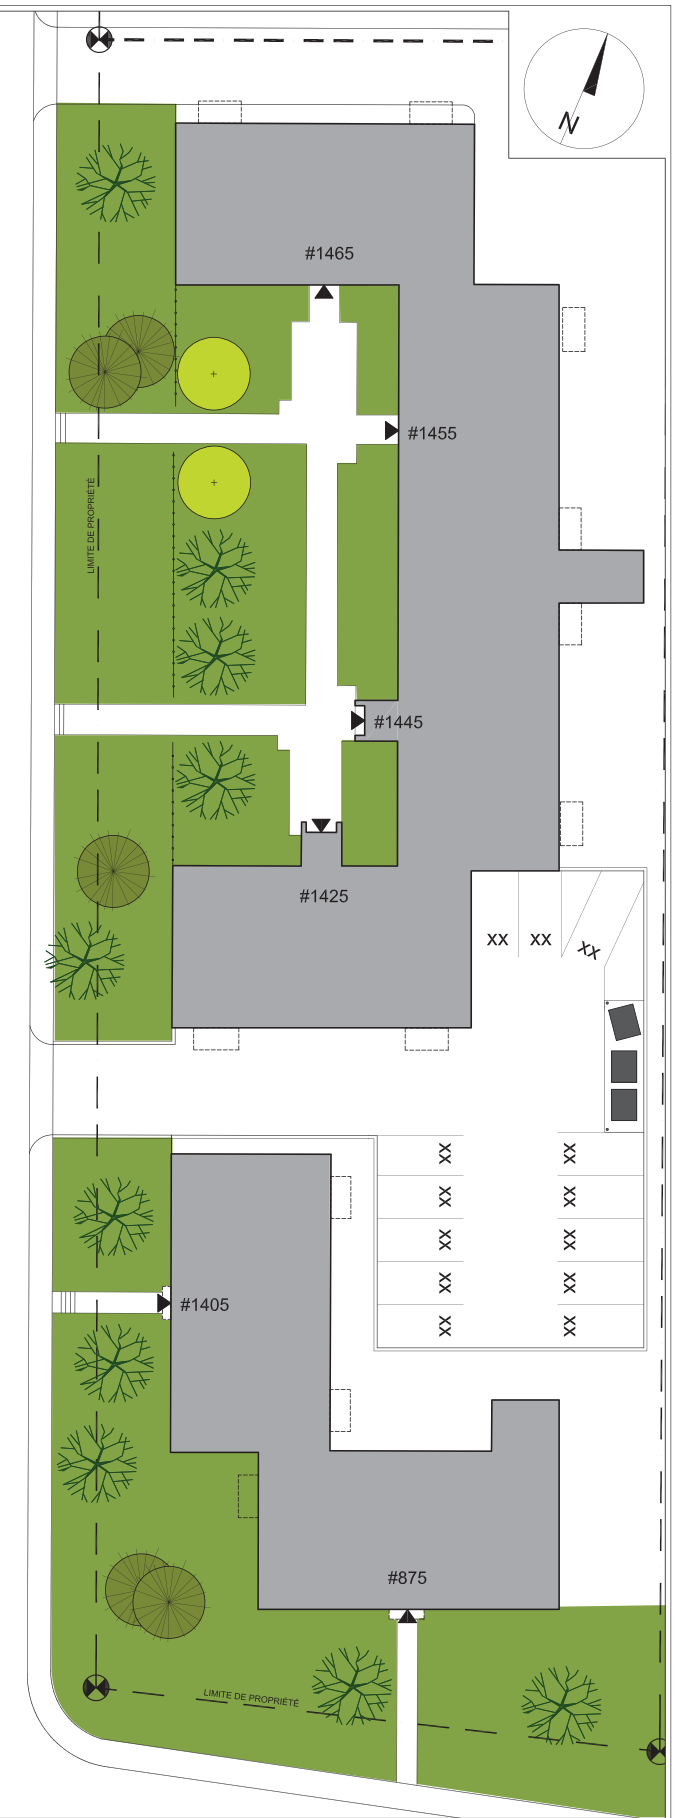 N
#1465
#1455
LIMITE DE PROPRIÉTÉ
#1445
#1425
xx xx xx
xx xx
xx xx
xx xx
#1405
xx xx
xx xx
#875
LIMITE DE PROPRIÉTÉ